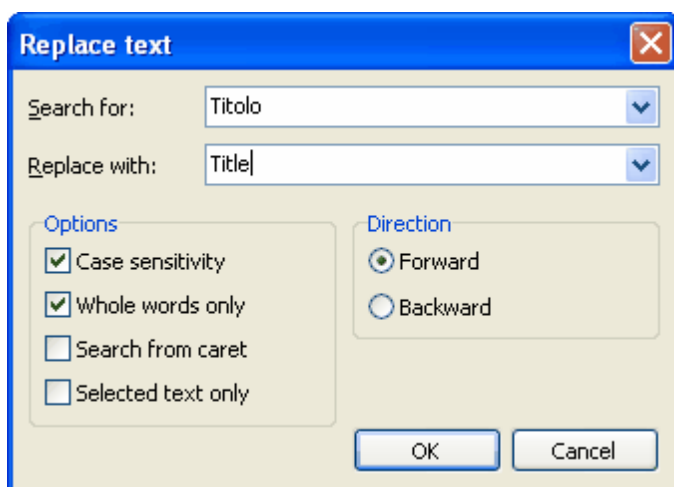 Replace text
Search for: Titolo
Replace with: Title
Options
Case sensitivity
Whole words only
Search from caret
Selected text only
Direction
Forward
Backward
OK Cancel